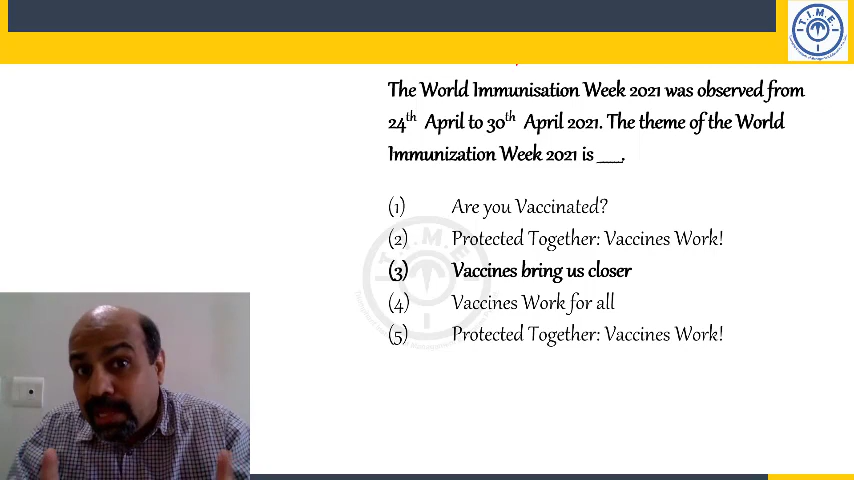 T.I.M.E.
The World Immunisation Week 2021 was observed from
24th April to 30th April 2021. The theme of the World
Immunization Week 2021 is ___.
(1) Are you Vaccinated?
(2) Protected Together: Vaccines Work!
(3) Vaccines bring us closer
(4) Vaccines Work for all
(5) Protected Together: Vaccines Work!